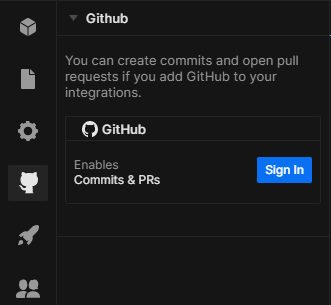 Github
You can create commits and open pull
requests if you add GitHub to your
integrations.
GitHub
Enables
Commits & PRs
Sign In